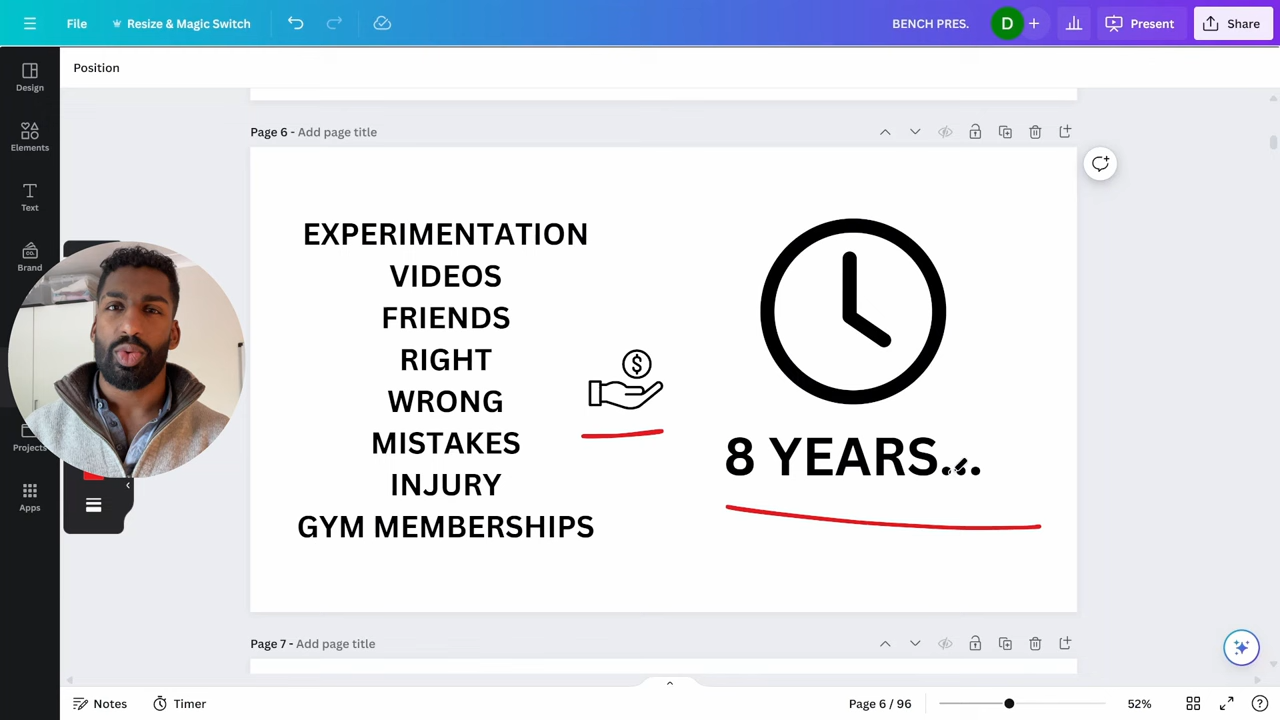 File
Resize & Magic Switch
BENCH PRES.
D
Present
Share
Position
Design
Elements
Text
Brand
Projects
Apps
Page 6 - Add page title
EXPERIMENTATION
VIDEOS
FRIENDS
RIGHT
WRONG
MISTAKES
INJURY
GYM MEMBERSHIPS
$
8 YEARS...
Page 7 - Add page title
Notes
Timer
Page 6 / 96
52%